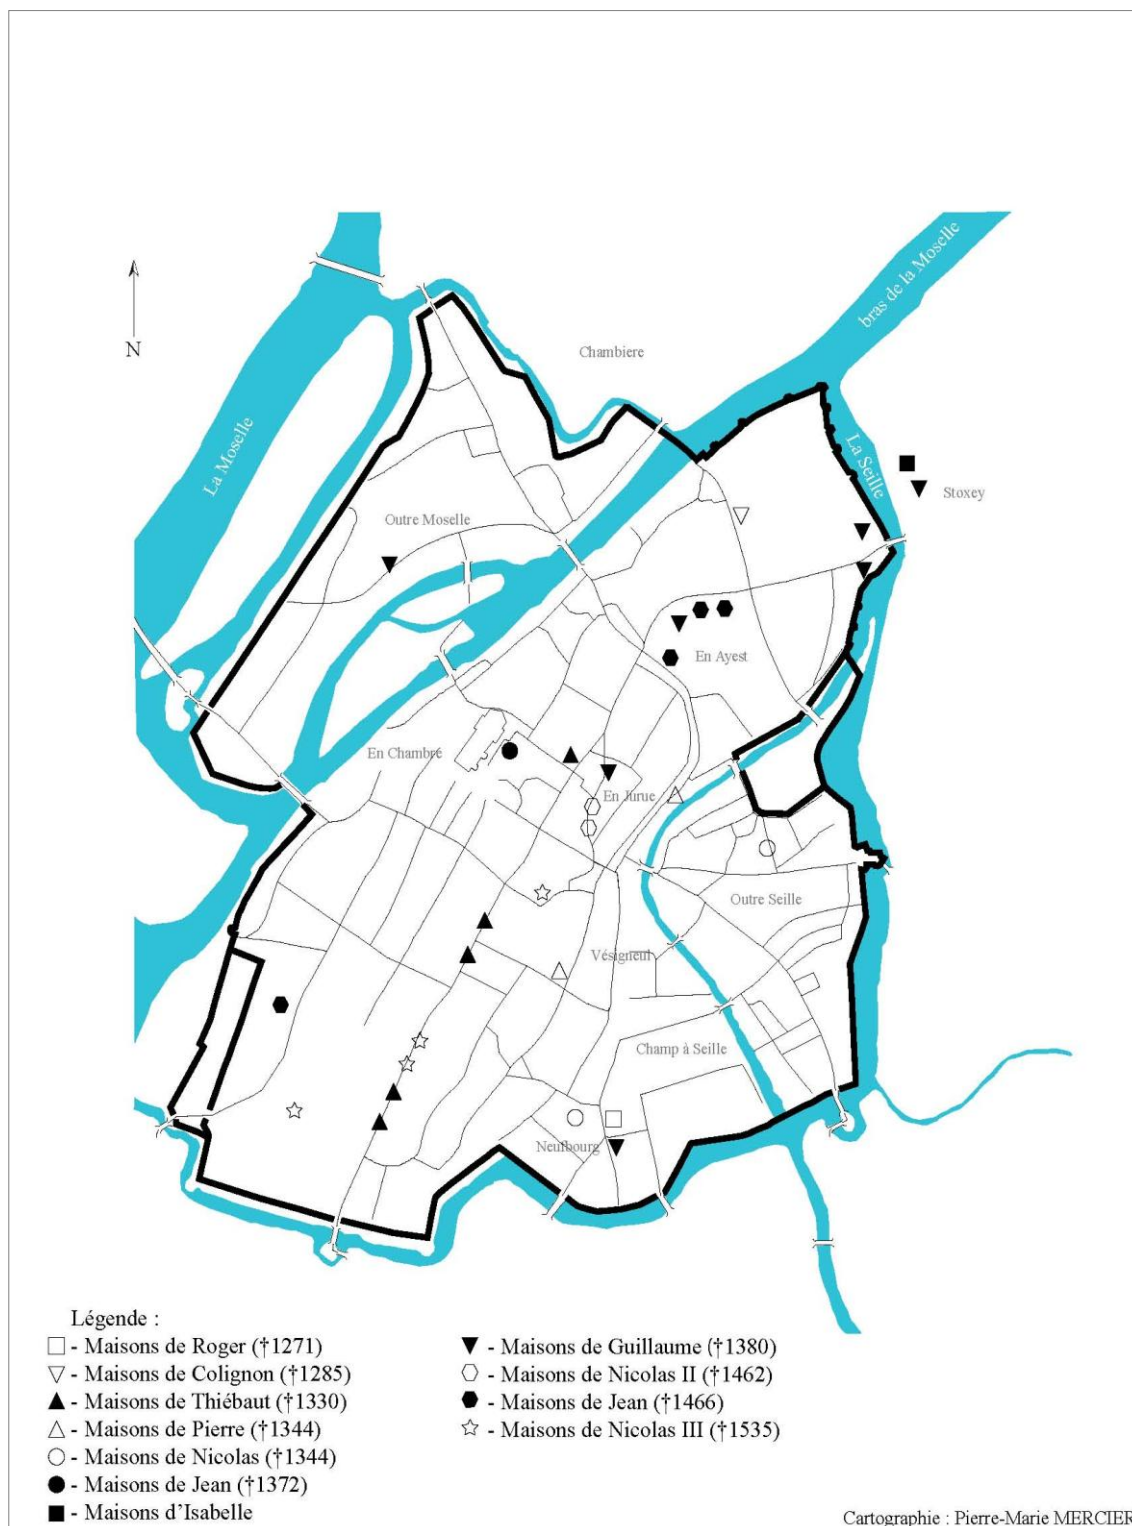 bras de la Moselle
N
Chambiere
La Moselle
La Seille
Stoxey
Outre Moselle
En Ayest
En Chambre
En Jurue
Outre Seille
Vésigneul
Champ à Seille
Neufbourg
Légende :
- Maisons de Roger (†1271)
- Maisons de Colignon (†1285)
- Maisons de Thiébaut (†1330)
- Maisons de Pierre (†1344)
- Maisons de Nicolas (†1344)
- Maisons de Jean (†1372)
- Maisons d'Isabelle
- Maisons de Guillaume (†1380)
- Maisons de Nicolas II (†1462)
- Maisons de Jean (†1466)
- Maisons de Nicolas III (†1535)
Cartographie : Pierre-Marie MERCIER